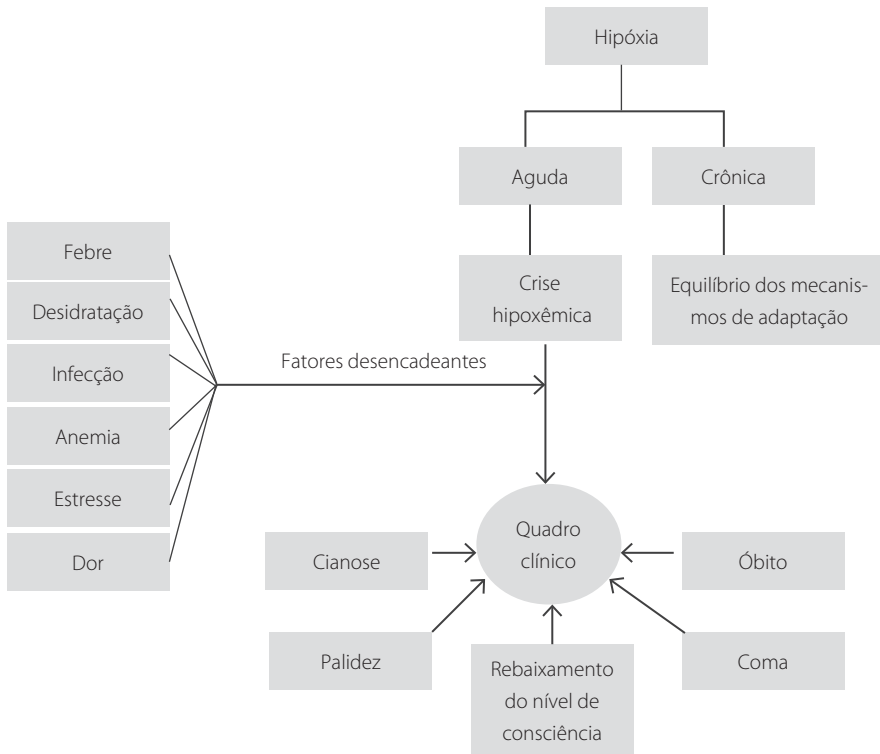 Hipóxia
Aguda
Crônica
Crise
hipoxêmica
Equilíbrio dos mecanis-
mos de adaptação
Febre
Desidratação
Infecção
Anemia
Estresse
Dor
Fatores desencadeantes
Quadro
clínico
Cianose
Palidez
Rebaixamento
do nível de
consciência
Óbito
Coma